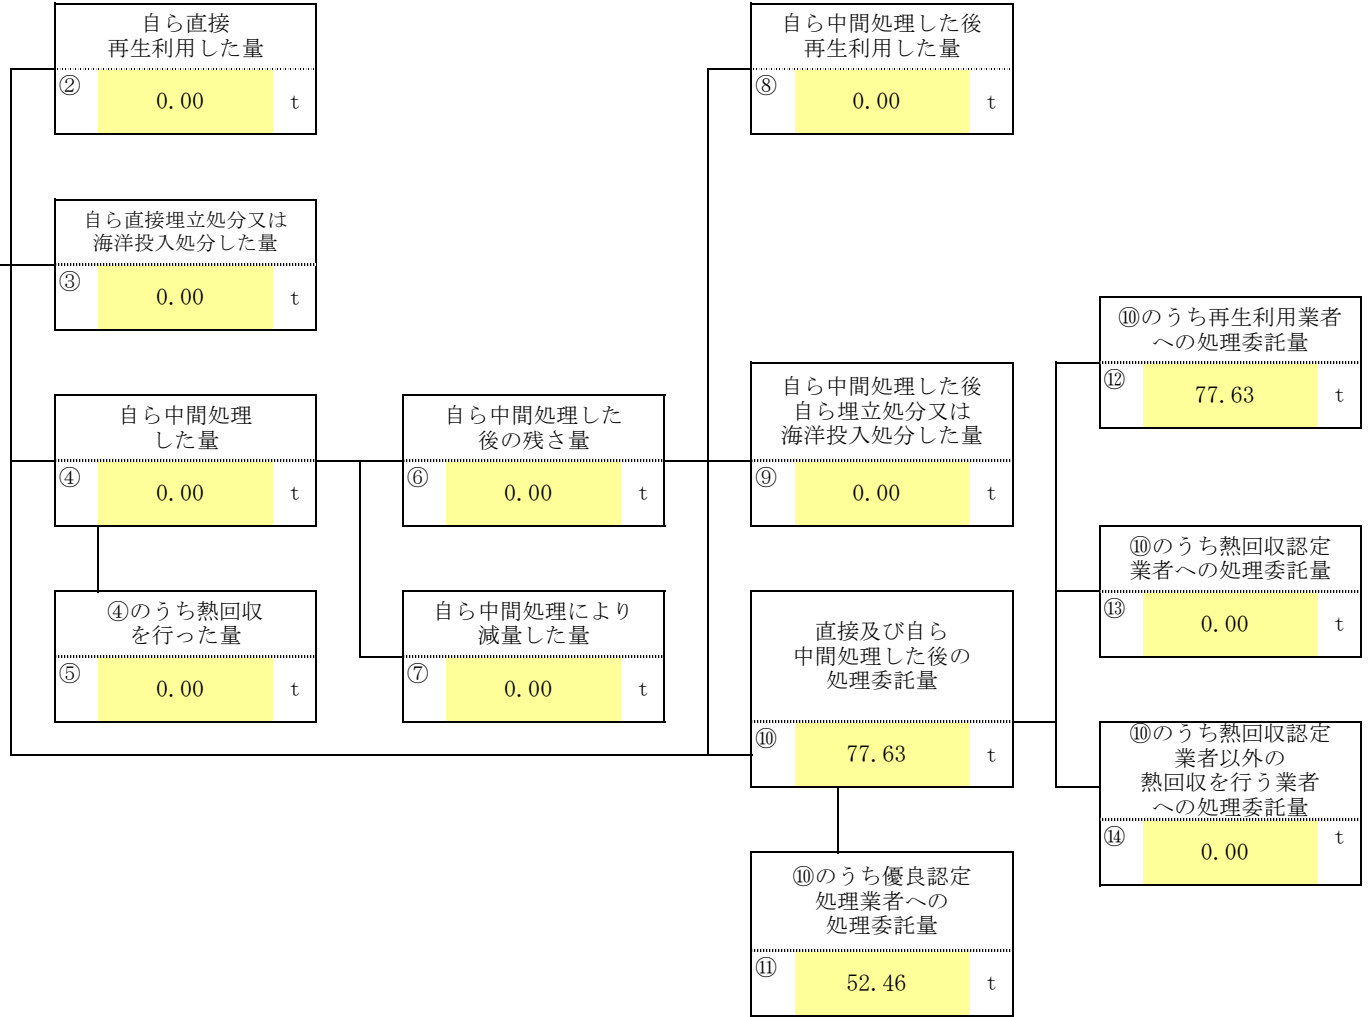 自ら直接
再生利用した量
②
0.00 t
自ら直接埋立処分又は
海洋投入処分した量
③
0.00 t
自ら中間処理
した量
④
0.00 t
④のうち熱回収
を行った量
⑤
0.00 t
自ら中間処理した
後の残さ量
⑥
0.00 t
自ら中間処理により
減量した量
⑦
0.00 t
自ら中間処理した後
再生利用した量
⑧
0.00 t
自ら中間処理した後
自ら埋立処分又は
海洋投入処分した量
⑨
0.00 t
直接及び自ら
中間処理した後の
処理委託量
⑩
77.63 t
⑩のうち優良認定
処理業者への
処理委託量
⑪
52.46 t
⑩のうち再生利用業者
への処理委託量
⑫
77.63 t
⑩のうち熱回収認定
業者への処理委託量
⑬
0.00 t
⑩のうち熱回収認定
業者以外の
熱回収を行う業者
への処理委託量
⑭
0.00 t